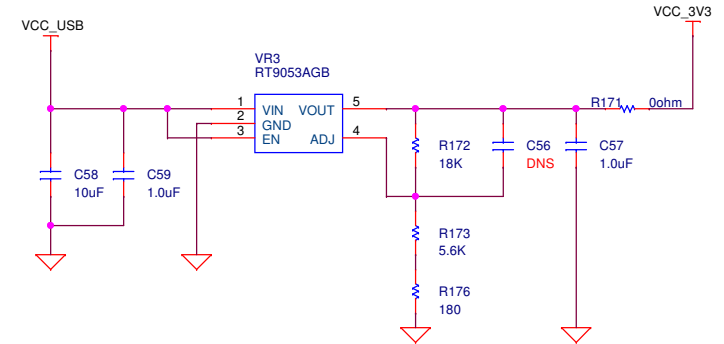 VCC_3V3
VCC_USB
VR3
RT9053AGB
1 VIN VOUT 5
2 GND
3 EN ADJ 4
R171 0ohm
C58
10uF
C59
1.0uF
R172
18K
C56
DNS
C57
1.0uF
R173
5.6K
R176
180